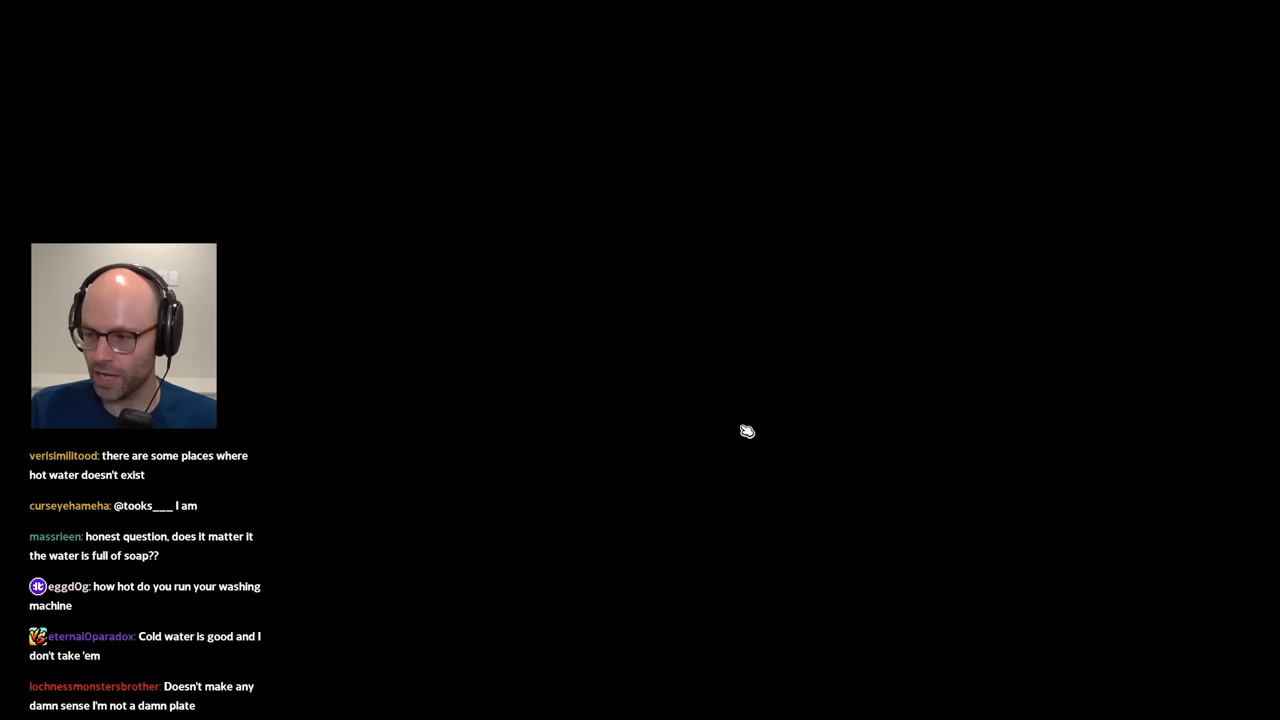 verisimilitood: there are some places where
hot water doesn't exist
curseyehameha: @tooks___ I am
massrieen: honest question, does it matter it
the water is full of soap??
eggd0g: how hot do you run your washing
machine
eternal0paradox: Cold water is good and I
don't take 'em
lochnessmonstersbrother: Doesn't make any
damn sense I'm not a damn plate